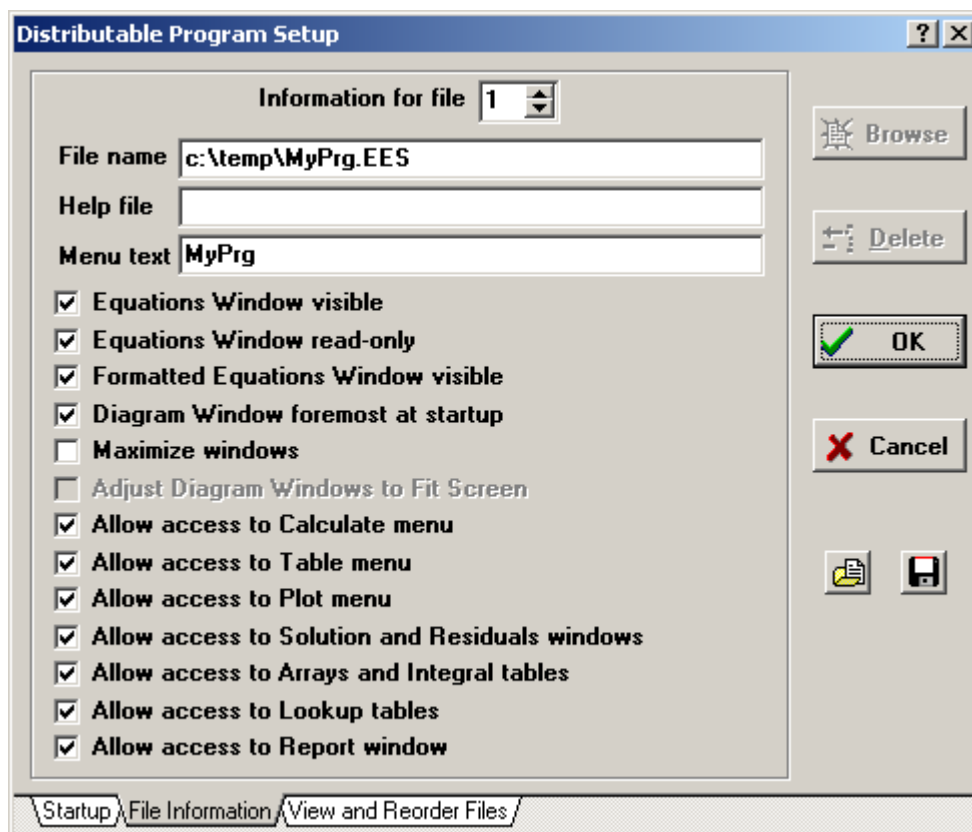 Distributable Program Setup
Information for file 1
File name c:\temp\MyPrg.EES
Help file
Menu text MyPrg
Equations Window visible
Equations Window read-only
Formatted Equations Window visible
Diagram Window foremost at startup
Maximize windows
Adjust Diagram Windows to Fit Screen
Allow access to Calculate menu
Allow access to Table menu
Allow access to Plot menu
Allow access to Solution and Residuals windows
Allow access to Arrays and Integral tables
Allow access to Lookup tables
Allow access to Report window
Browse
Delete
OK
Cancel
Startup File Information View and Reorder Files